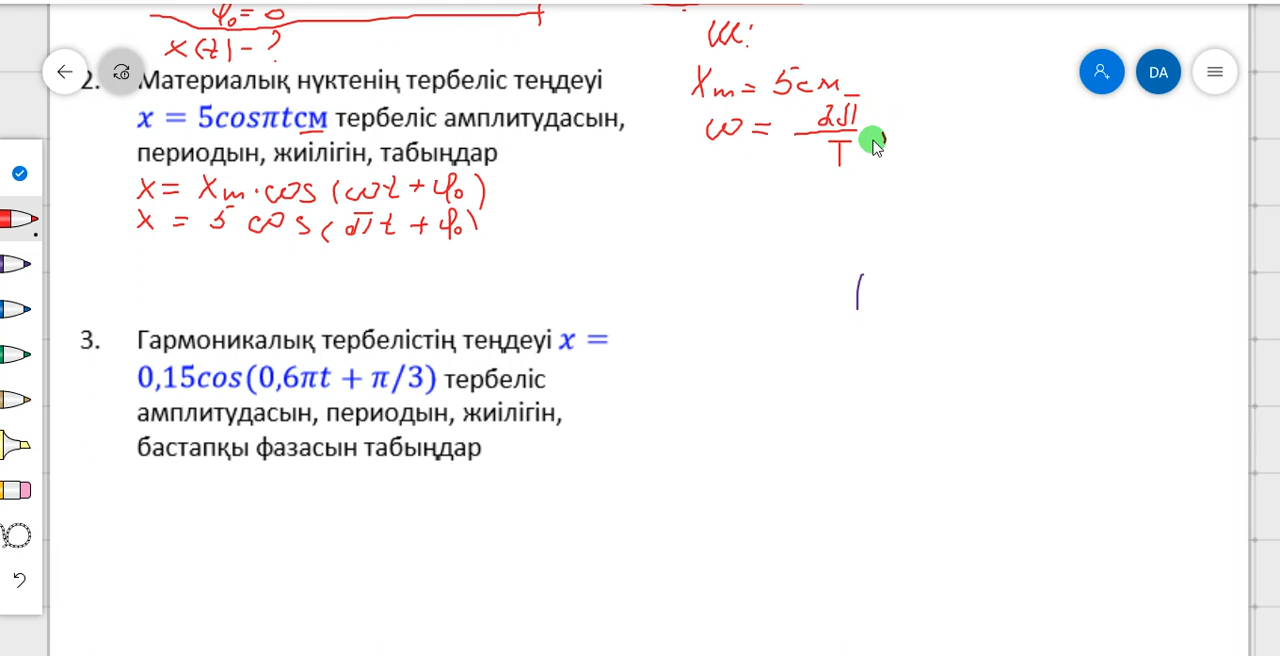 φ₀ = 0
x(t) - ?
2. Материалық нүктенің тербеліс теңдеуі
x = 5cosπtсм тербеліс амплитудасын,
периодын, жиілігін, табыңдар
x = xₘ · cos (ωt + φ₀)
x = 5 cos (πt + φ₀)
Ш:
Xₘ = 5 см
ω = 2π/T
DA
3. Гармоникалық тербелістің теңдеуі x =
0,15cos(0,6πt + π/3) тербеліс
амплитудасын, периодын, жиілігін,
бастапқы фазасын табыңдар